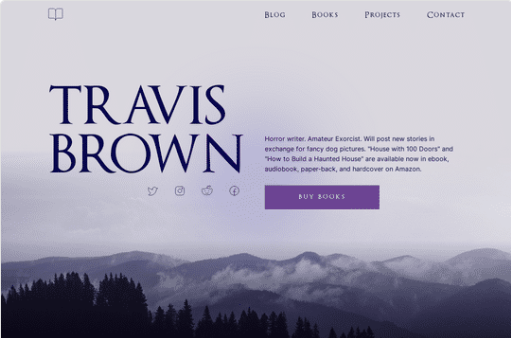 Blog Books Projects Contact
TRAVIS
BROWN
Horror writer. Amateur Exorcist. Will post new stories in
exchange for fancy dog pictures. "House with 100 Doors" and
"How to Build a Haunted House" are available now in ebook,
audiobook, paper-back, and hardcover on Amazon.
BUY BOOKS